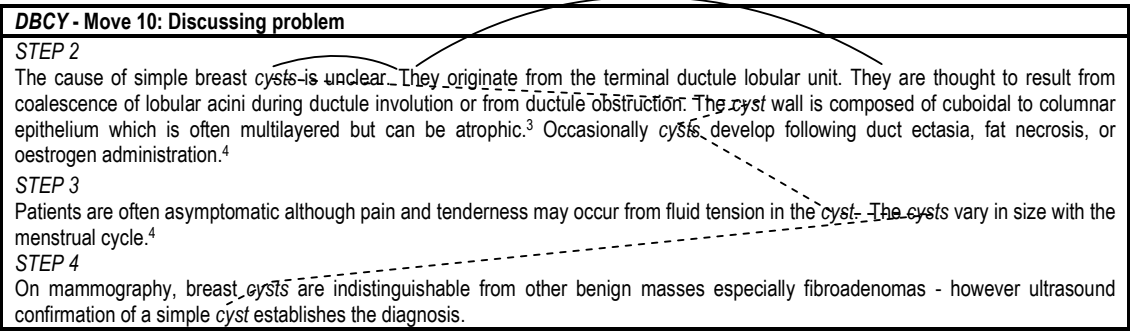 DBCY - Move 10: Discussing problem
STEP 2
The cause of simple breast cysts is unclear. They originate from the terminal ductule lobular unit. They are thought to result from
coalescence of lobular acini during ductule involution or from ductule obstruction. The cyst wall is composed of cuboidal to columnar
epithelium which is often multilayered but can be atrophic.³ Occasionally cysts develop following duct ectasia, fat necrosis, or
oestrogen administration.⁴
STEP 3
Patients are often asymptomatic although pain and tenderness may occur from fluid tension in the cyst. The cysts vary in size with the
menstrual cycle.⁴
STEP 4
On mammography, breast cysts are indistinguishable from other benign masses especially fibroadenomas - however ultrasound
confirmation of a simple cyst establishes the diagnosis.